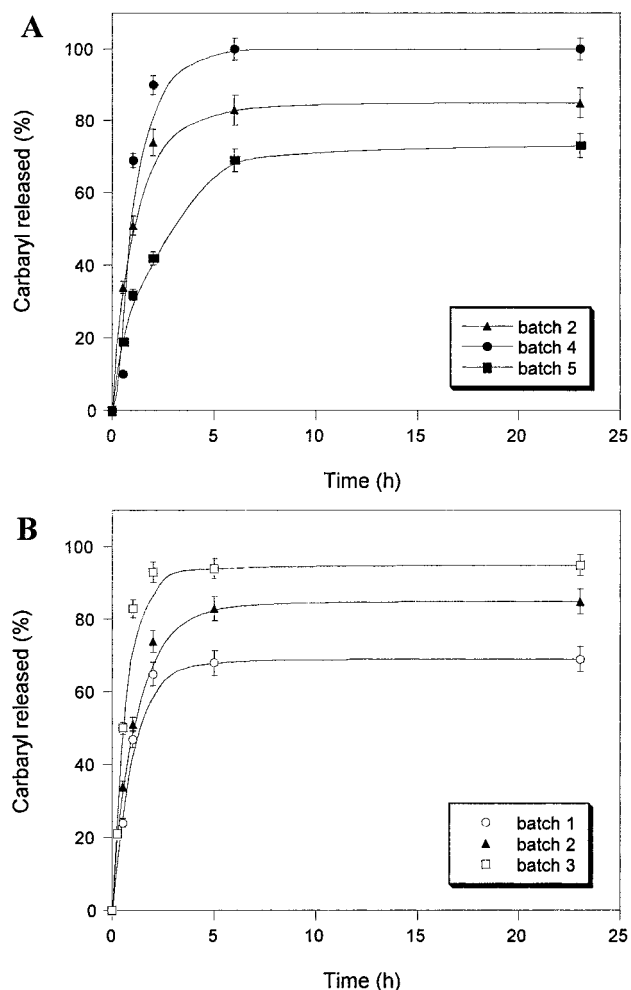 A
Carbaryl released (%)
100
80
60
40
20
0
batch 2
batch 4
batch 5
0 5 10 15 20 25
Time (h)
B
Carbaryl released (%)
100
80
60
40
20
0
batch 1
batch 2
batch 3
0 5 10 15 20 25
Time (h)